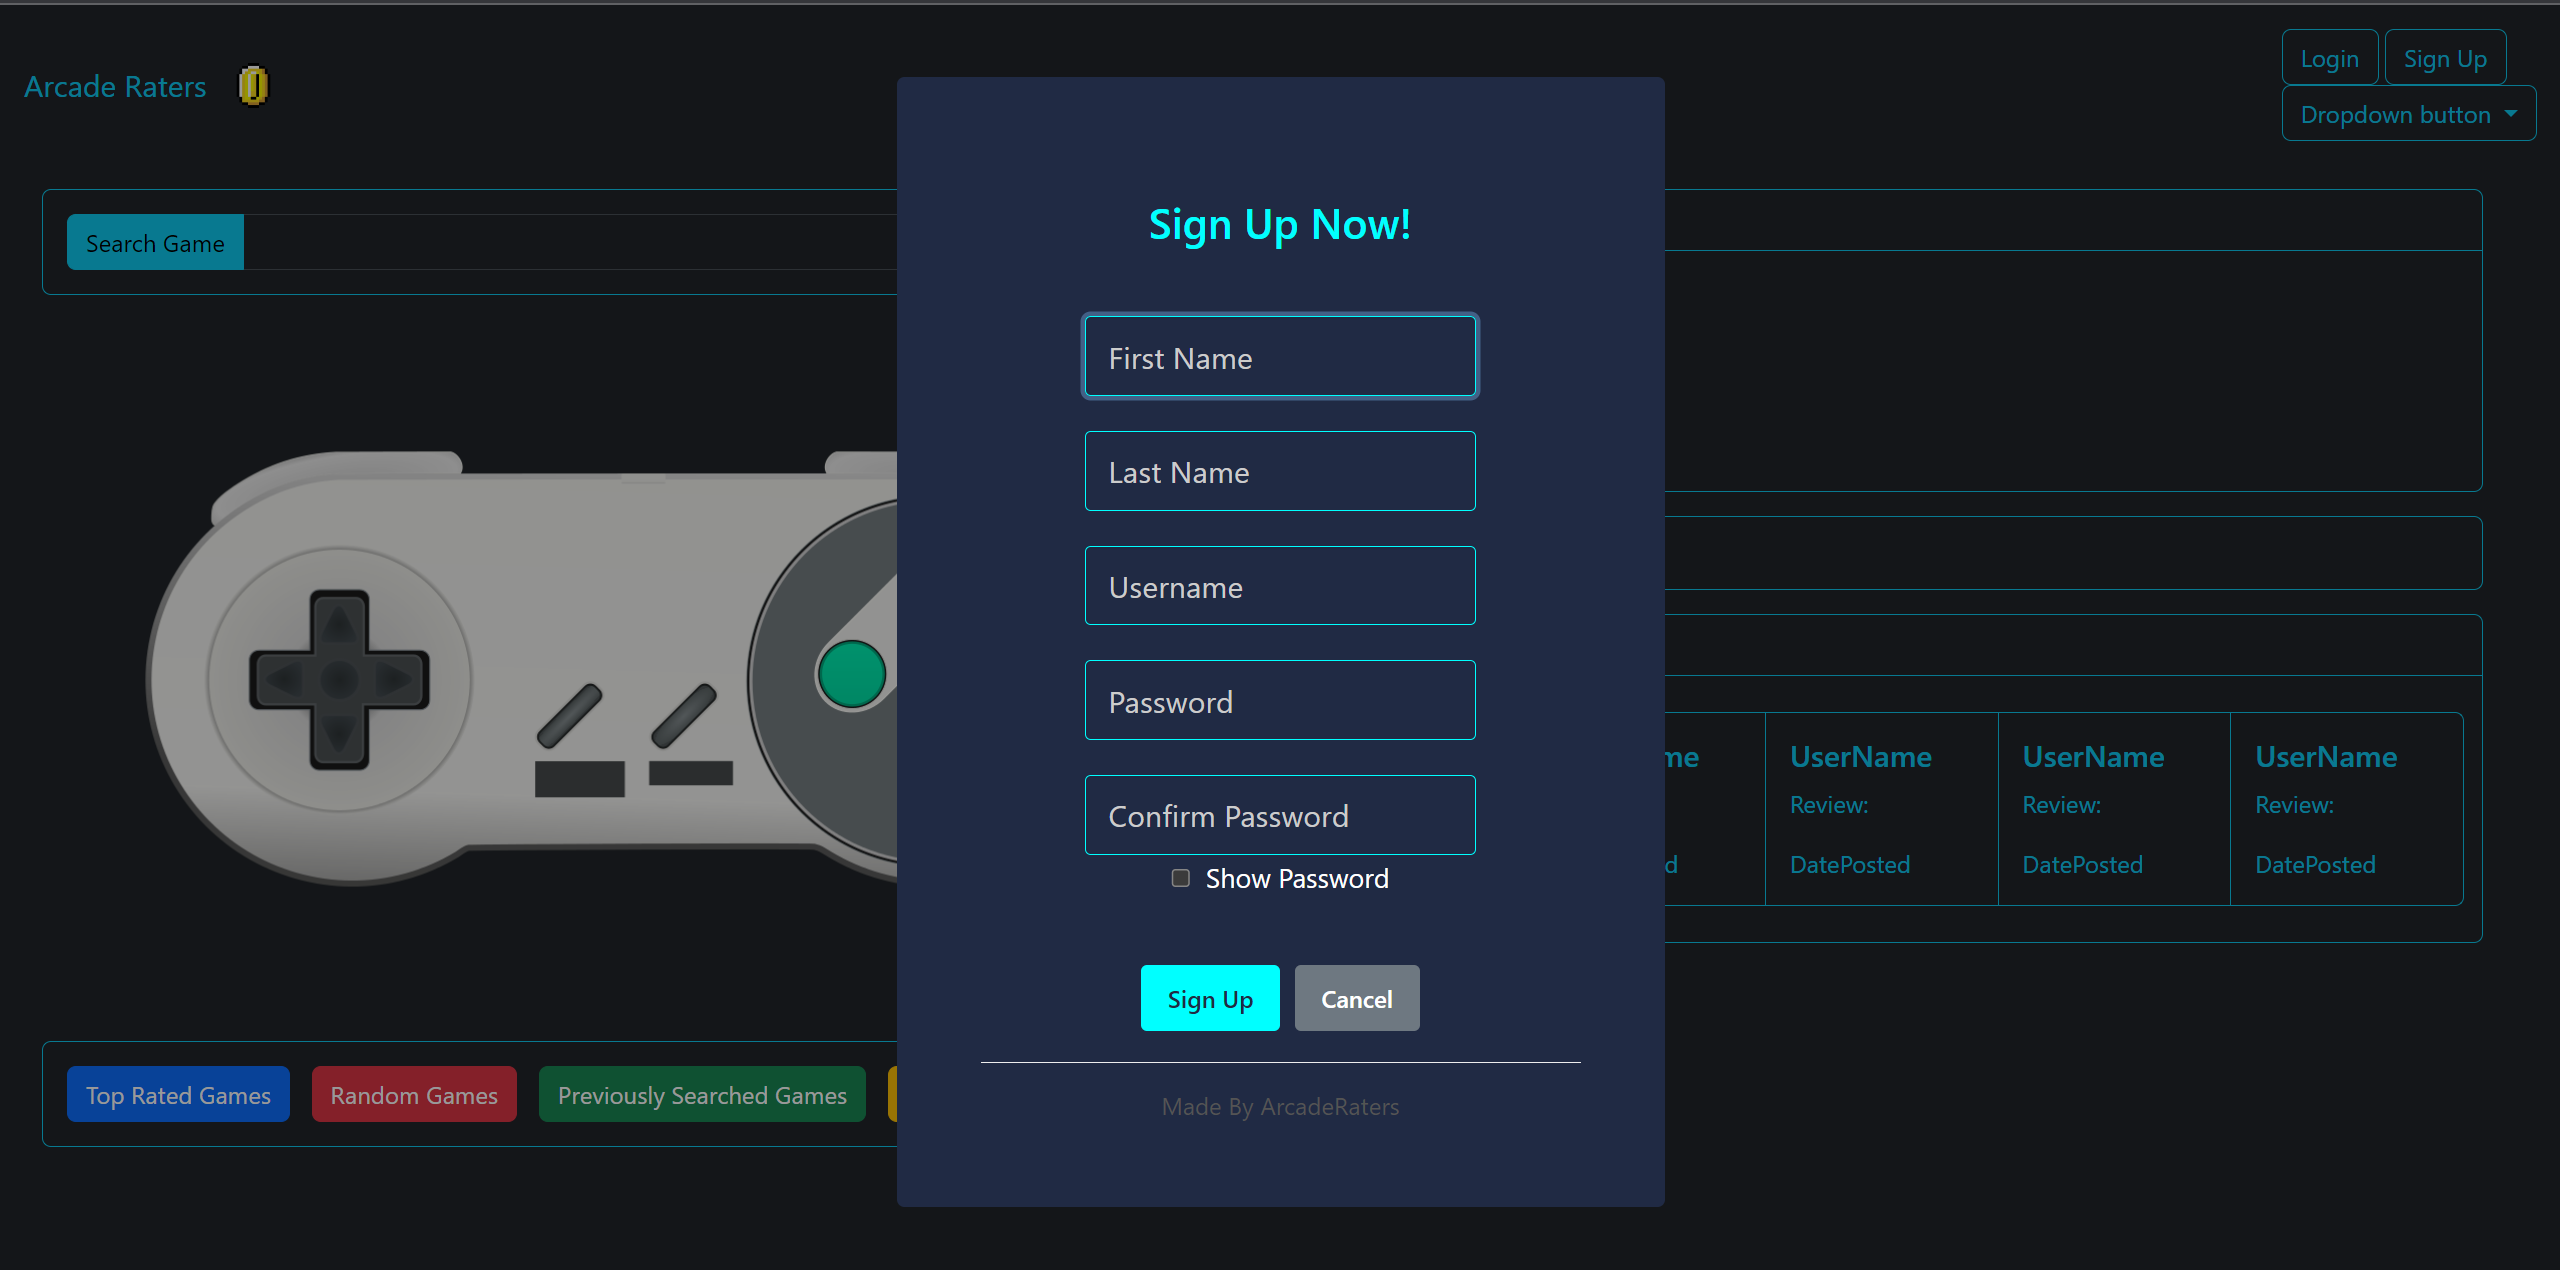 Arcade Raters
Login
Sign Up
Dropdown button
Search Game
Sign Up Now!
First Name
Last Name
Username
Password
Confirm Password
Show Password
Sign Up
Cancel
Made By ArcadeRaters
me
d
UserName
Review:
DatePosted
UserName
Review:
DatePosted
UserName
Review:
DatePosted
Top Rated Games
Random Games
Previously Searched Games